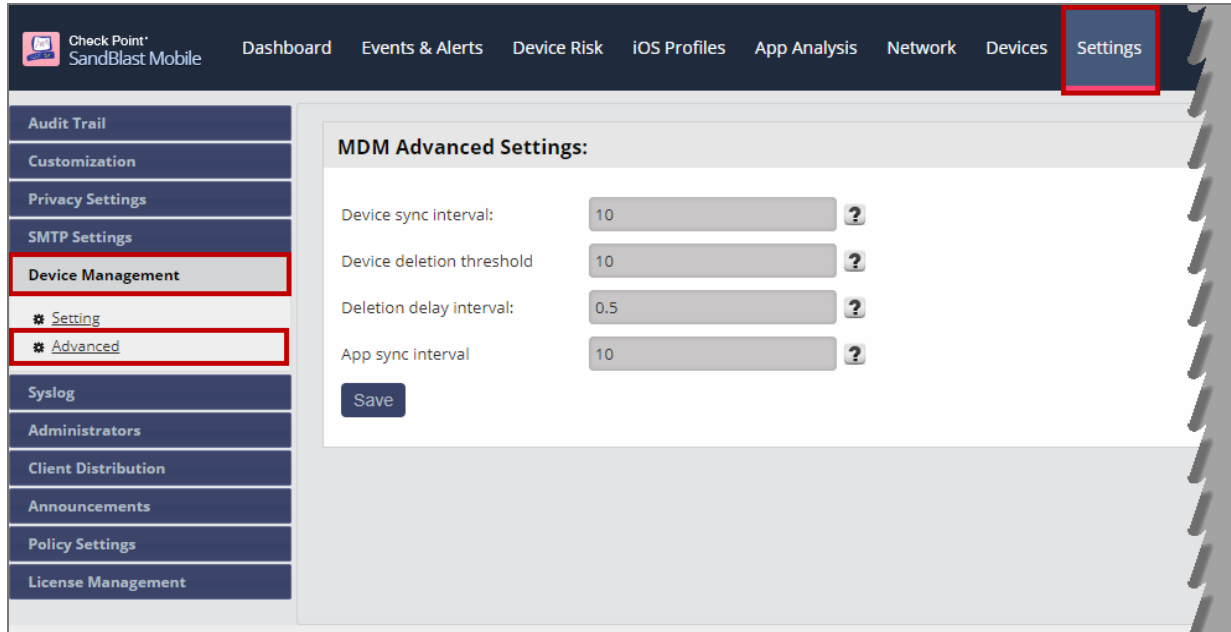 Check Point
SandBlast Mobile
Dashboard Events & Alerts Device Risk iOS Profiles App Analysis Network Devices Settings
Audit Trail
Customization
Privacy Settings
SMTP Settings
Device Management
Setting
Advanced
Syslog
Administrators
Client Distribution
Announcements
Policy Settings
License Management
MDM Advanced Settings:
Device sync interval: 10 ?
Device deletion threshold 10 ?
Deletion delay interval: 0.5 ?
App sync interval 10 ?
Save